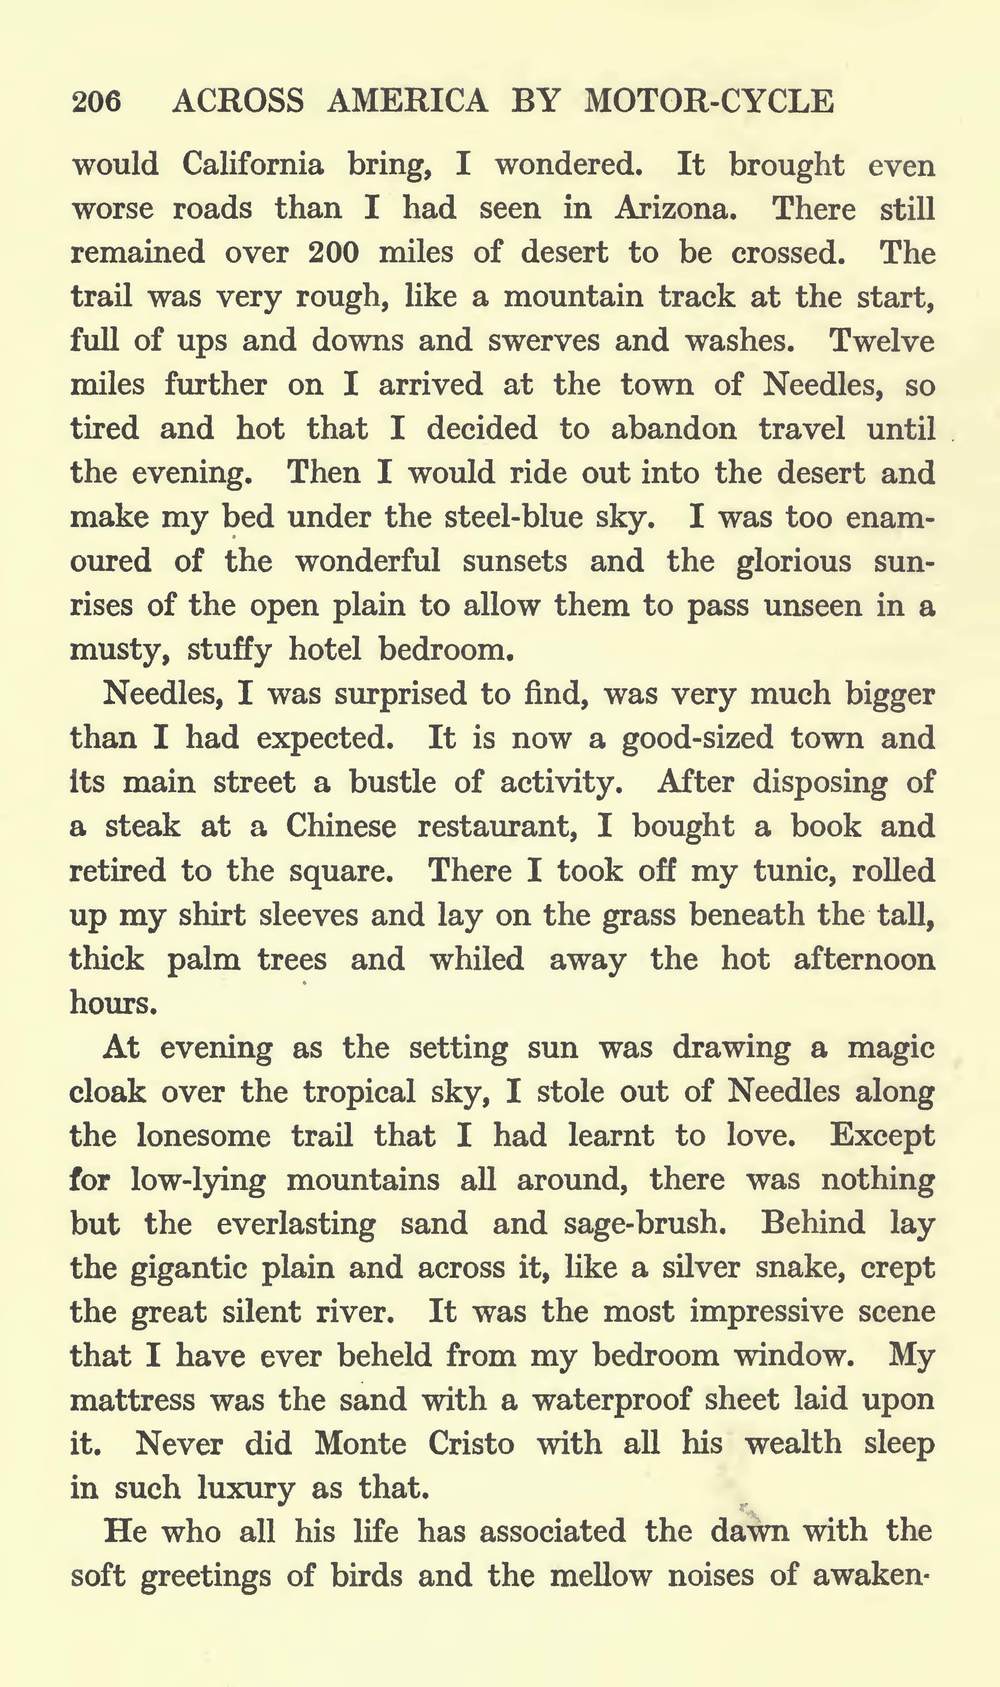 206 ACROSS AMERICA BY MOTOR-CYCLE
would California bring, I wondered. It brought even
worse roads than I had seen in Arizona. There still
remained over 200 miles of desert to be crossed. The
trail was very rough, like a mountain track at the start,
full of ups and downs and swerves and washes. Twelve
miles further on I arrived at the town of Needles, so
tired and hot that I decided to abandon travel until
the evening. Then I would ride out into the desert and
make my bed under the steel-blue sky. I was too enam-
oured of the wonderful sunsets and the glorious sun-
rises of the open plain to allow them to pass unseen in a
musty, stuffy hotel bedroom.
Needles, I was surprised to find, was very much bigger
than I had expected. It is now a good-sized town and
its main street a bustle of activity. After disposing of
a steak at a Chinese restaurant, I bought a book and
retired to the square. There I took off my tunic, rolled
up my shirt sleeves and lay on the grass beneath the tall,
thick palm trees and whiled away the hot afternoon
hours.
At evening as the setting sun was drawing a magic
cloak over the tropical sky, I stole out of Needles along
the lonesome trail that I had learnt to love. Except
for low-lying mountains all around, there was nothing
but the everlasting sand and sage-brush. Behind lay
the gigantic plain and across it, like a silver snake, crept
the great silent river. It was the most impressive scene
that I have ever beheld from my bedroom window. My
mattress was the sand with a waterproof sheet laid upon
it. Never did Monte Cristo with all his wealth sleep
in such luxury as that.
He who all his life has associated the dawn with the
soft greetings of birds and the mellow noises of awaken-